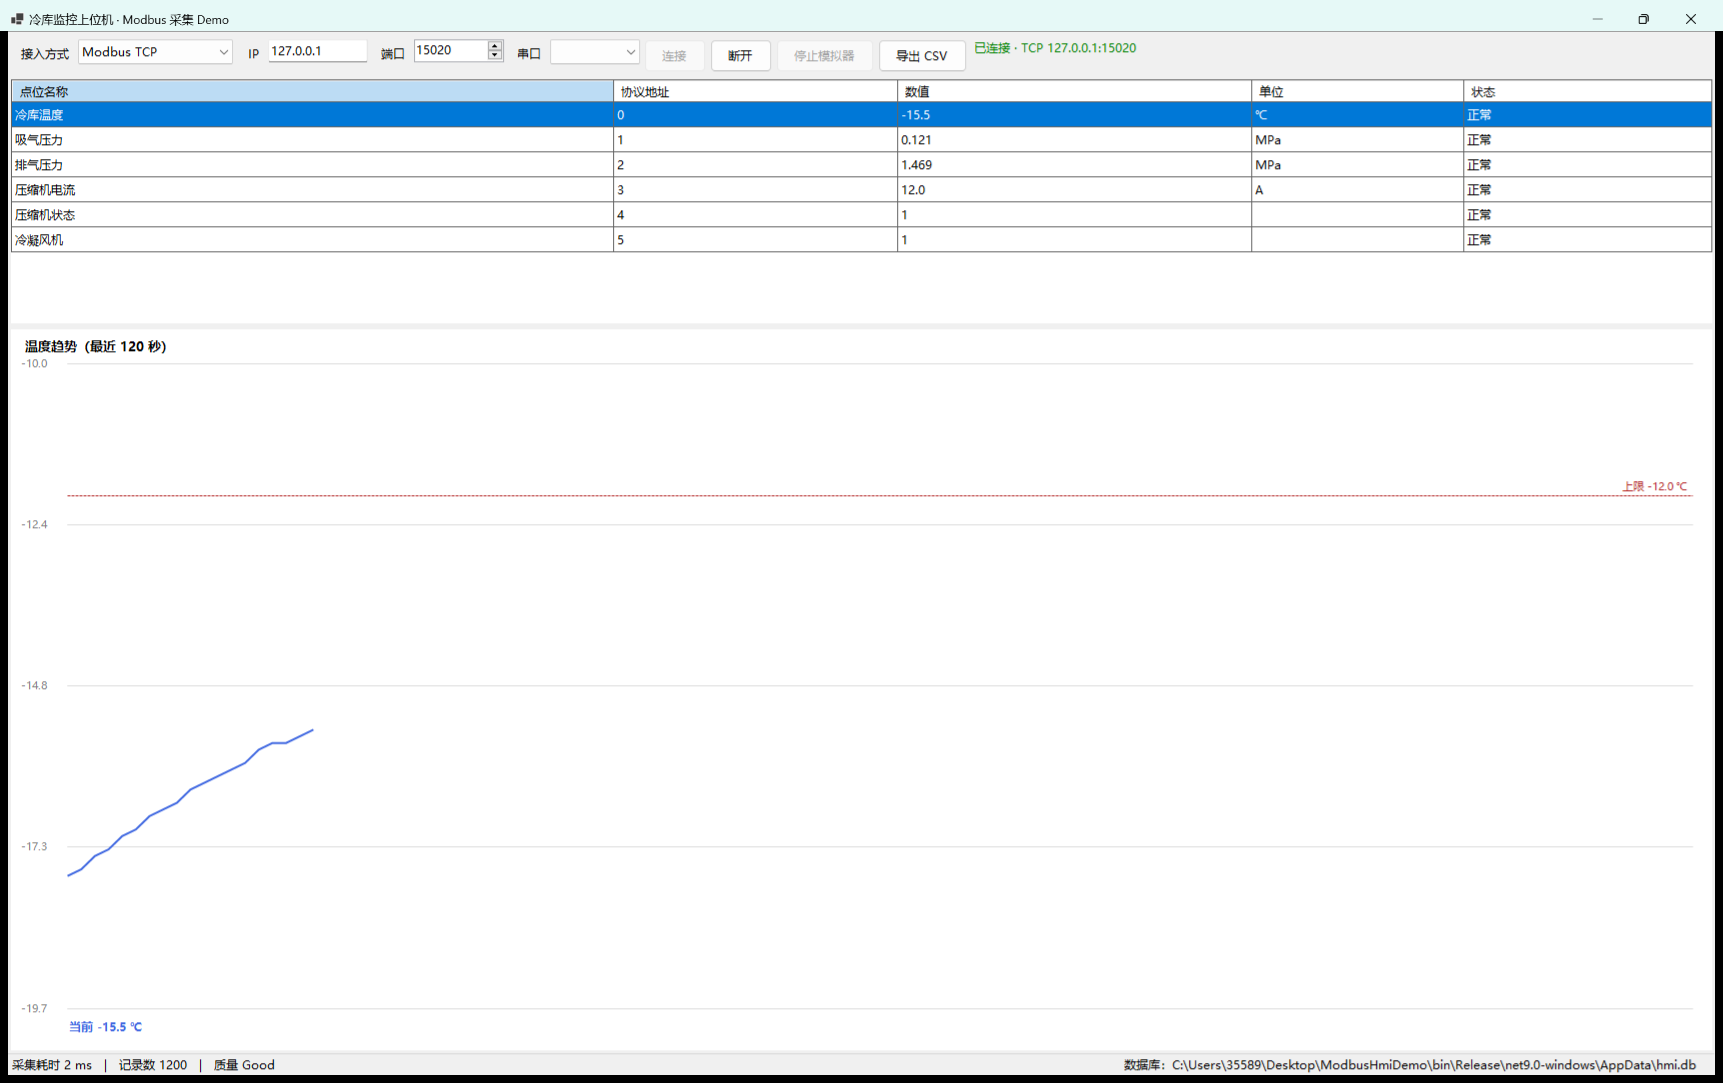 冷库监控上位机 · Modbus 采集 Demo
接入方式 Modbus TCP IP 127.0.0.1 端口 15020 串口 连接 断开 停止模拟器 导出 CSV 已连接 · TCP 127.0.0.1:15020
点位名称 协议地址 数值 单位 状态
冷库温度 0 -15.5 ℃ 正常
吸气压力 1 0.121 MPa 正常
排气压力 2 1.469 MPa 正常
压缩机电流 3 12.0 A 正常
压缩机状态 4 1 正常
冷凝风机 5 1 正常
温度趋势（最近 120 秒）
-10.0
上限 -12.0 ℃
-12.4
-14.8
-17.3
-19.7
当前 -15.5 ℃
采集耗时 2 ms | 记录数 1200 | 质量 Good 数据库： C:\Users\35589\Desktop\ModbusHmiDemo\bin\Release\net9.0-windows\AppData\hmi.db